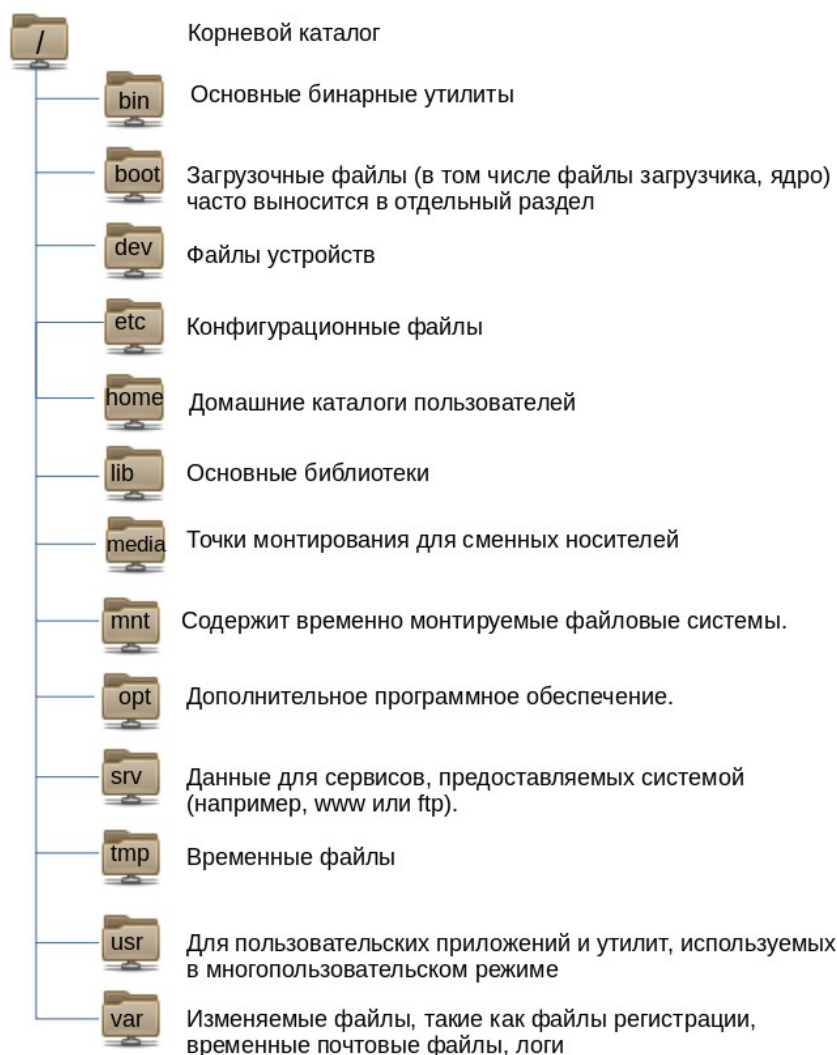 / Корневой каталог
bin Основные бинарные утилиты
boot Загрузочные файлы (в том числе файлы загрузчика, ядро)
часто выносится в отдельный раздел
dev Файлы устройств
etc Конфигурационные файлы
home Домашние каталоги пользователей
lib Основные библиотеки
media Точки монтирования для сменных носителей
mnt Содержит временно монтируемые файловые системы.
opt Дополнительное программное обеспечение.
srv Данные для сервисов, предоставляемых системой
(например, www или ftp).
tmp Временные файлы
usr Для пользовательских приложений и утилит, используемых
в многопользовательском режиме
var Изменяемые файлы, такие как файлы регистрации,
временные почтовые файлы, логи